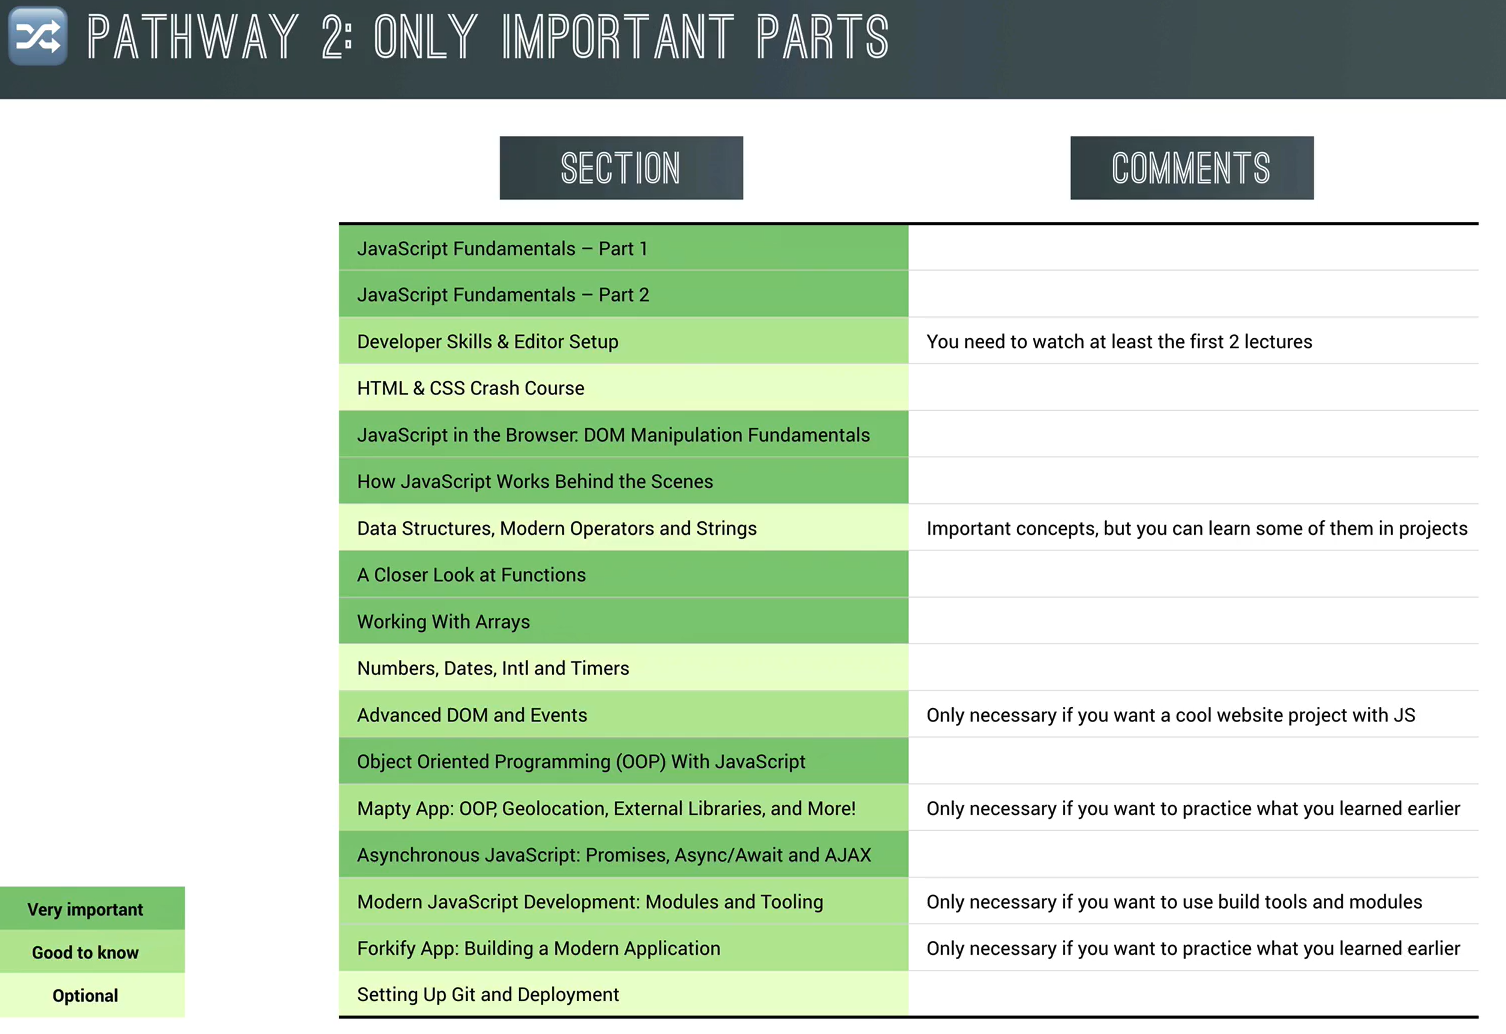 PATHWAY 2: ONLY IMPORTANT PARTS
SECTION
COMMENTS
JavaScript Fundamentals – Part 1
JavaScript Fundamentals – Part 2
Developer Skills & Editor Setup
You need to watch at least the first 2 lectures
HTML & CSS Crash Course
JavaScript in the Browser: DOM Manipulation Fundamentals
How JavaScript Works Behind the Scenes
Data Structures, Modern Operators and Strings
Important concepts, but you can learn some of them in projects
A Closer Look at Functions
Working With Arrays
Numbers, Dates, Intl and Timers
Advanced DOM and Events
Only necessary if you want a cool website project with JS
Object Oriented Programming (OOP) With JavaScript
Mapty App: OOP, Geolocation, External Libraries, and More!
Only necessary if you want to practice what you learned earlier
Asynchronous JavaScript: Promises, Async/Await and AJAX
Modern JavaScript Development: Modules and Tooling
Only necessary if you want to use build tools and modules
Forkify App: Building a Modern Application
Only necessary if you want to practice what you learned earlier
Setting Up Git and Deployment
Very important
Good to know
Optional